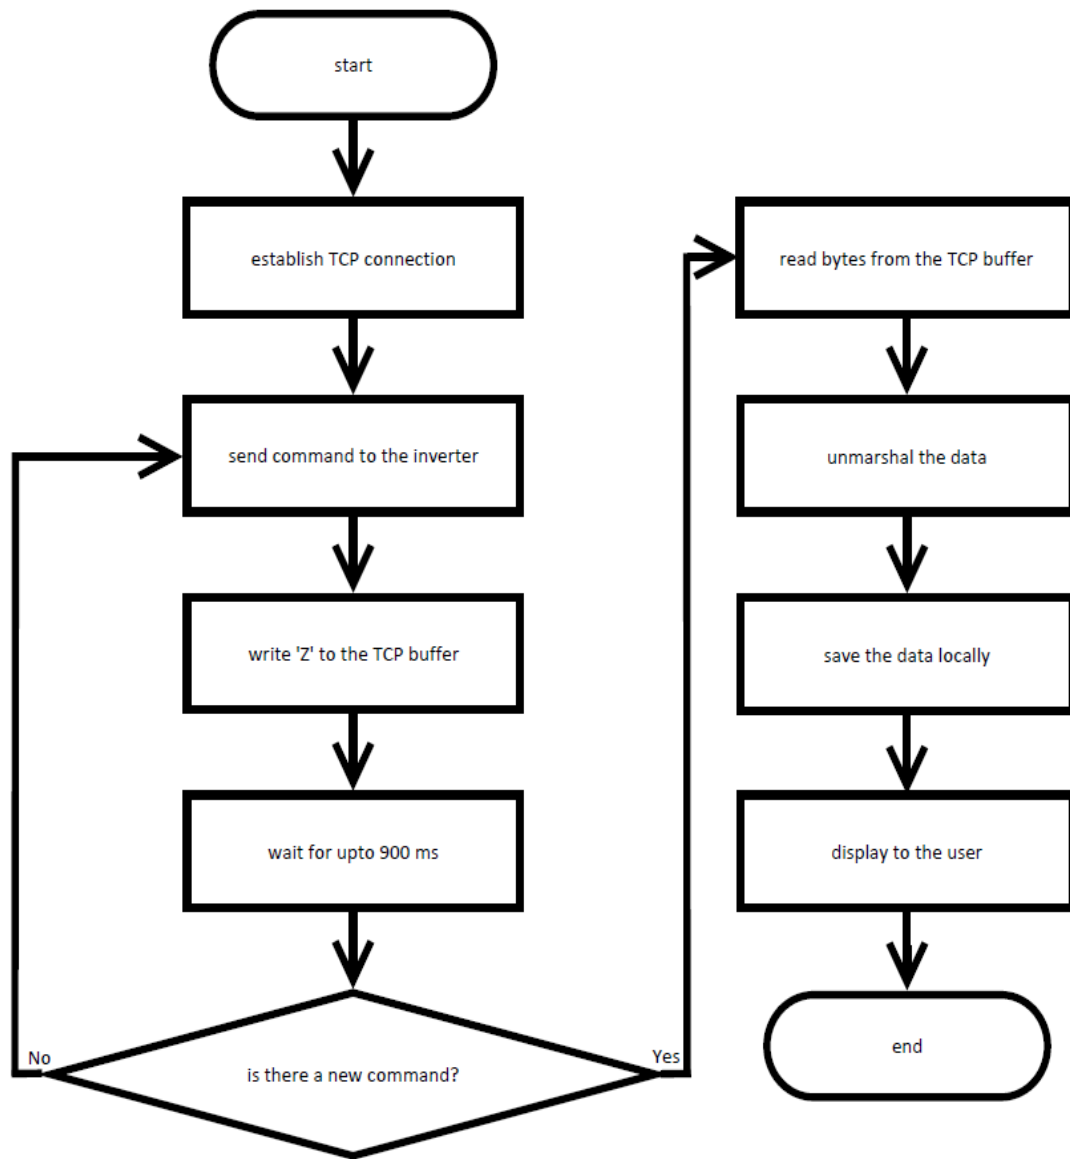 start
establish TCP connection
send command to the inverter
write 'Z' to the TCP buffer
wait for upto 900 ms
is there a new command?
No
Yes
read bytes from the TCP buffer
unmarshal the data
save the data locally
display to the user
end